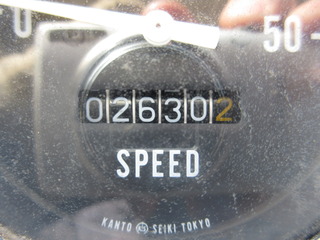 0 50
026302
SPEED
KANTO SEIKI TOKYO